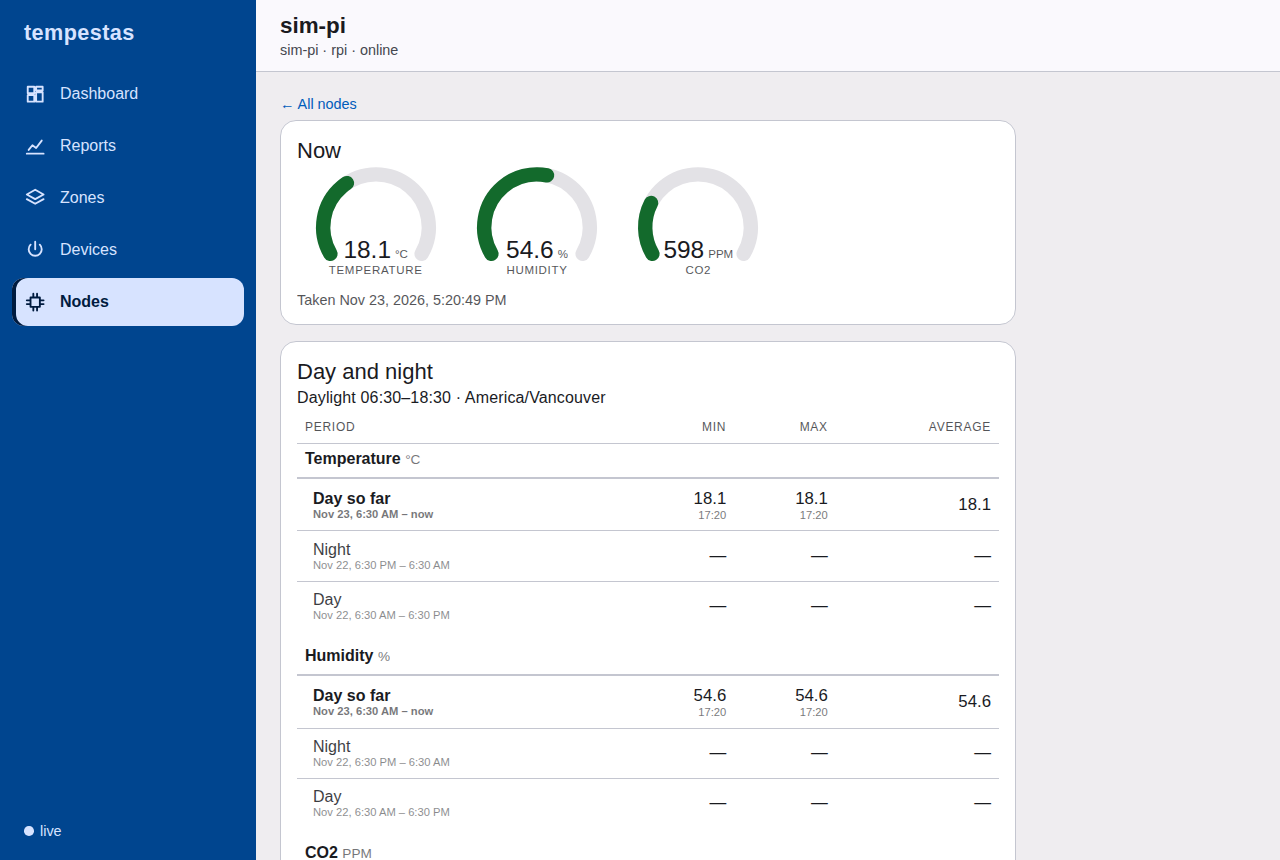 tempestas
Dashboard
Reports
Zones
Devices
Nodes
live
sim-pi
sim-pi · rpi · online
← All nodes
Now
18.1 °C
TEMPERATURE
54.6 %
HUMIDITY
598 PPM
CO2
Taken Nov 23, 2026, 5:20:49 PM
Day and night
Daylight 06:30–18:30 · America/Vancouver
PERIOD MIN MAX AVERAGE
Temperature °C
Day so far 18.1 18.1 18.1
Nov 23, 6:30 AM – now 17:20 17:20
Night — — —
Nov 22, 6:30 PM – 6:30 AM
Day — — —
Nov 22, 6:30 AM – 6:30 PM
Humidity %
Day so far 54.6 54.6 54.6
Nov 23, 6:30 AM – now 17:20 17:20
Night — — —
Nov 22, 6:30 PM – 6:30 AM
Day — — —
Nov 22, 6:30 AM – 6:30 PM
CO2 PPM